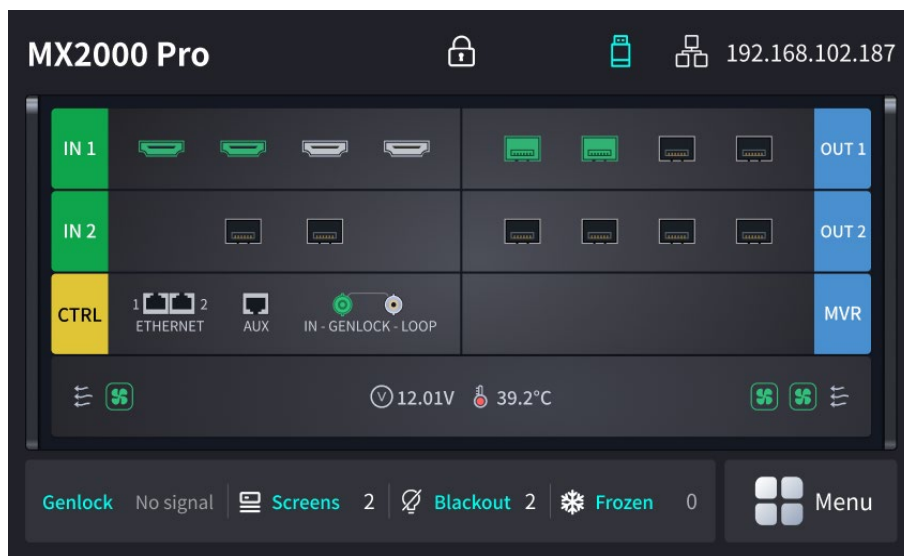 MX2000 Pro 192.168.102.187
IN 1 OUT 1
IN 2 OUT 2
CTRL 1 2 MVR
ETHERNET AUX IN - GENLOCK - LOOP
V 12.01V 39.2°C
Genlock No signal Screens 2 Blackout 2 Frozen 0 Menu